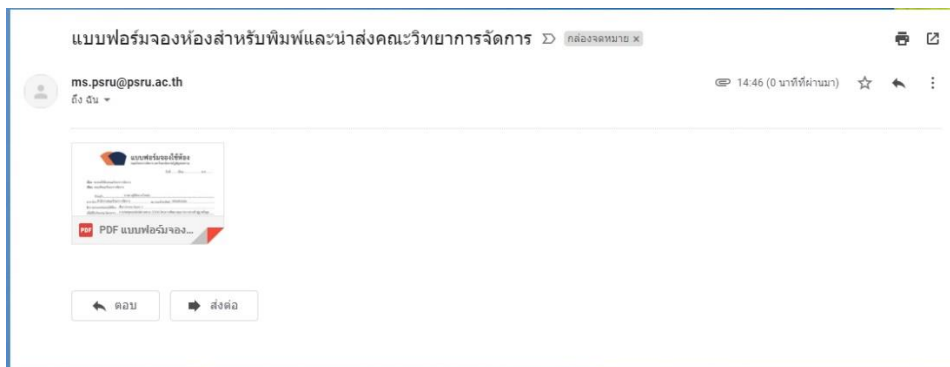 แบบฟอร์มจองห้องสำหรับพิมพ์และนำส่งคณะวิทยาการจัดการ กล่องจดหมาย x
ms.psru@psru.ac.th 14:46 (0 นาทีที่ผ่านมา)
ถึง ฉัน
แบบฟอร์มจองใช้ห้อง
PDF PDF แบบฟอร์มจอง...
ตอบ ส่งต่อ